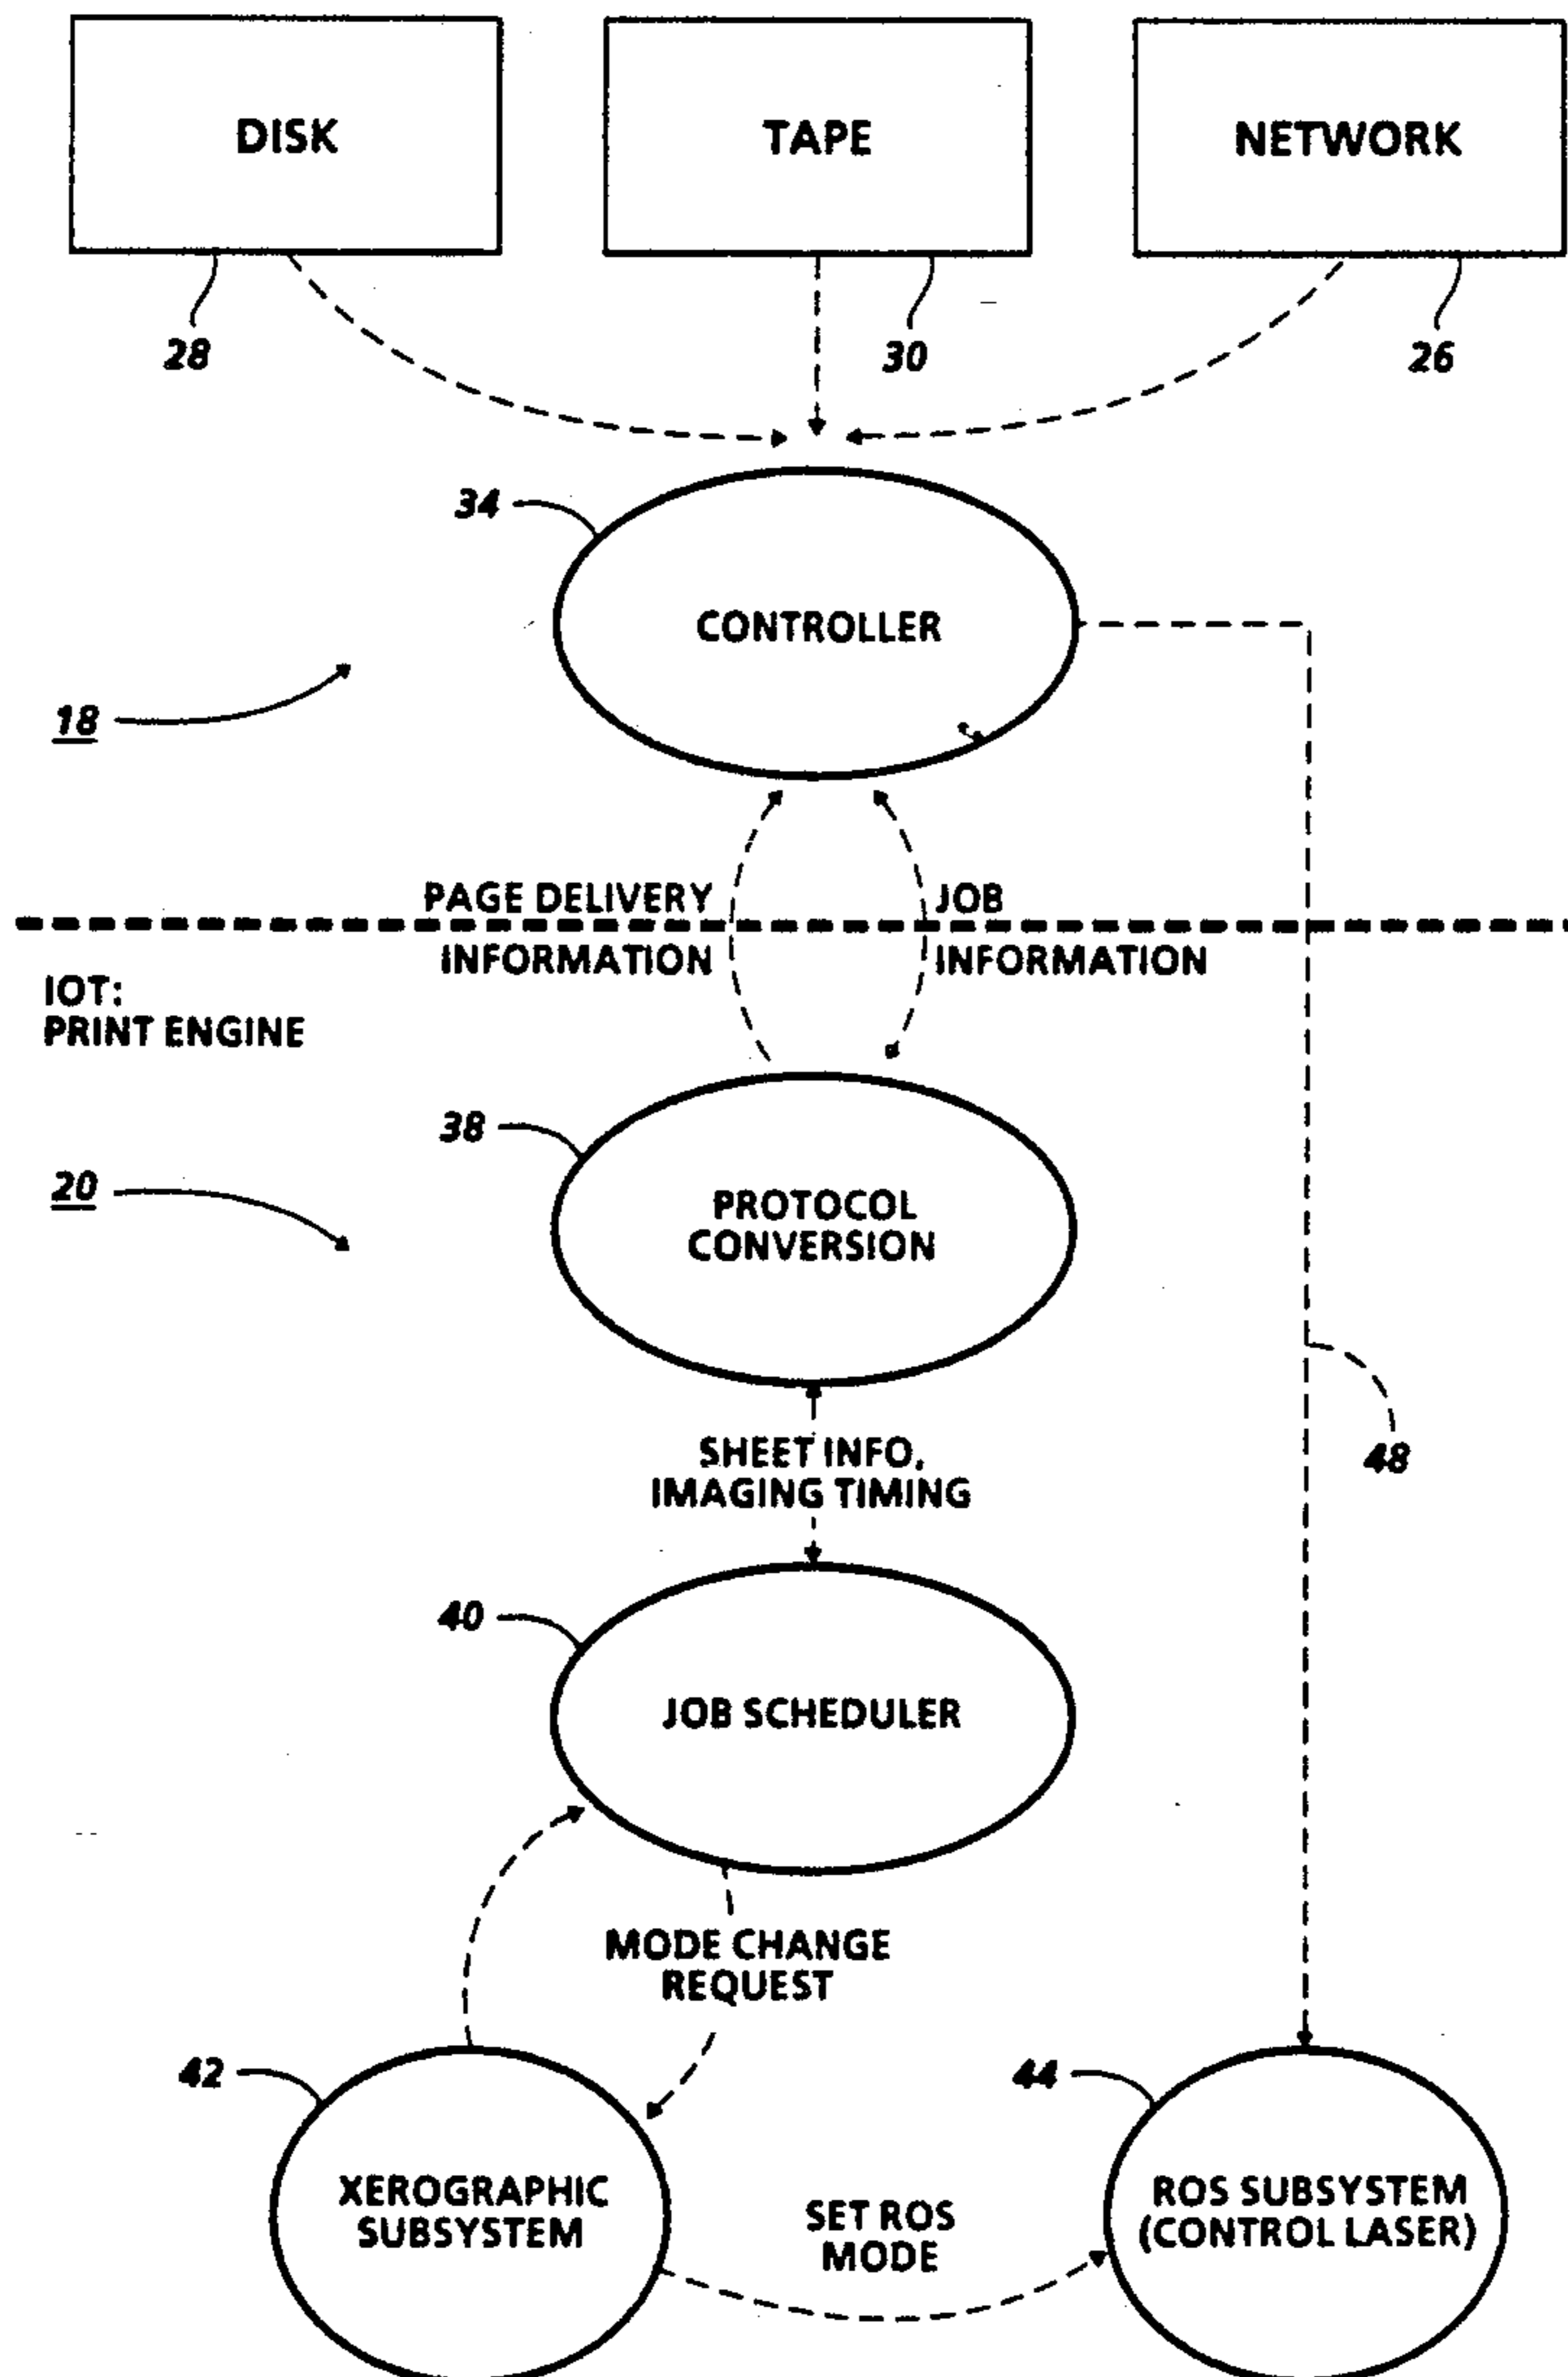 DISK
TAPE
NETWORK
28
30
26
34
CONTROLLER
18
PAGE DELIVERY
INFORMATION
JOB
INFORMATION
IOT:
PRINT ENGINE
38
20
PROTOCOL
CONVERSION
SHEET INFO,
IMAGING TIMING
48
40
JOB SCHEDULER
MODE CHANGE
REQUEST
42
44
XEROGRAPHIC
SUBSYSTEM
SET ROS
MODE
ROS SUBSYSTEM
(CONTROL LASER)